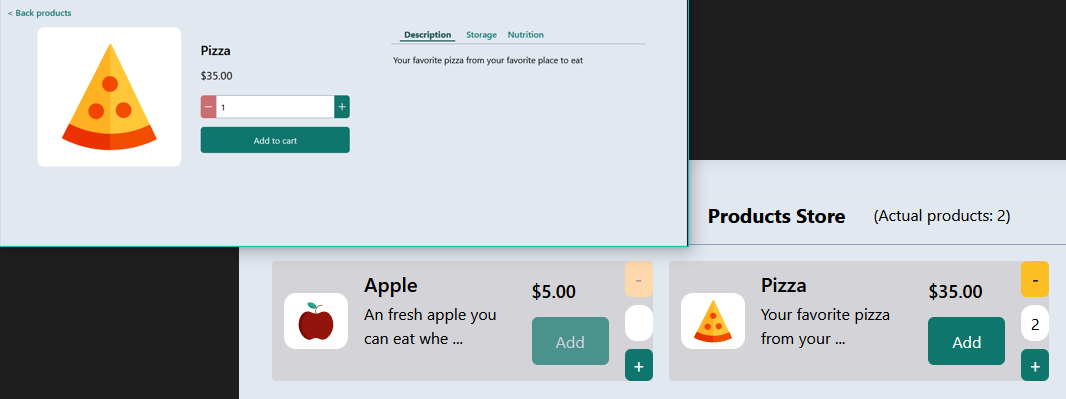 < Back products
Pizza
$35.00
− 1 +
Add to cart
Description Storage Nutrition
Your favorite pizza from your favorite place to eat
Products Store (Actual products: 2)
Apple
An fresh apple you
can eat whe ...
$5.00
Add
-
+
Pizza
Your favorite pizza
from your ...
$35.00
Add
-
2
+